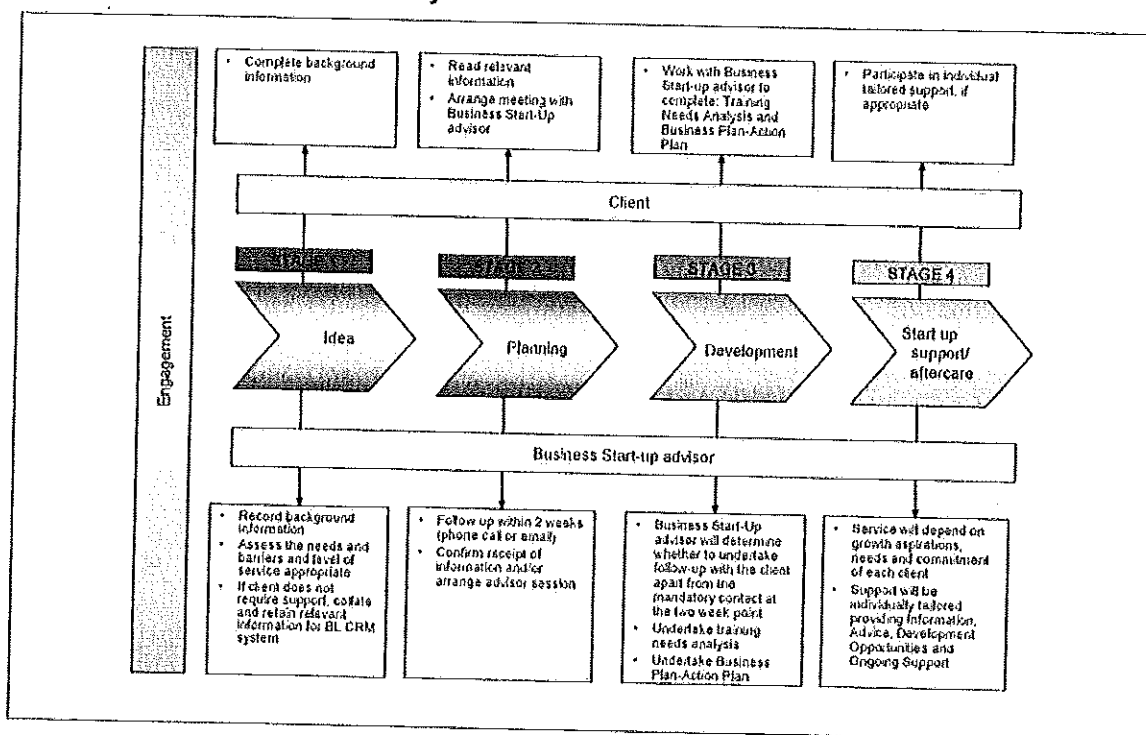 • Complete background
information
• Read relevant
information
• Arrange meeting with
Business Start-Up
advisor
• Work with Business
Start-up advisor to
complete: Training
Needs Analysis and
Business Plan-Action
Plan
• Participate in individual
tailored support, if
appropriate
Client
STAGE
STAGE 2
STAGE 3
STAGE 4
Engagement
Idea
Planning
Development
Start up
support/
aftercare
Business Start-up advisor
• Record background
information
• Assess the needs and
barriers and level of
service appropriate
• If client does not
require support, collate
and retain relevant
information for BL CRM
system
• Follow up within 2 weeks
(phone call or email)
• Confirm receipt of
information and/or
arrange advisor session
• Business Start-Up
advisor will determine
whether to undertake
follow-up with the client
apart from the
mandatory contact at
the two week point
• Undertake training
needs analysis
• Undertake Business
Plan-Action Plan
• Service will depend on
growth aspirations,
needs and commitment
of each client
• Support will be
individually tailored
providing Information,
Advice, Development
Opportunities and
Ongoing Support